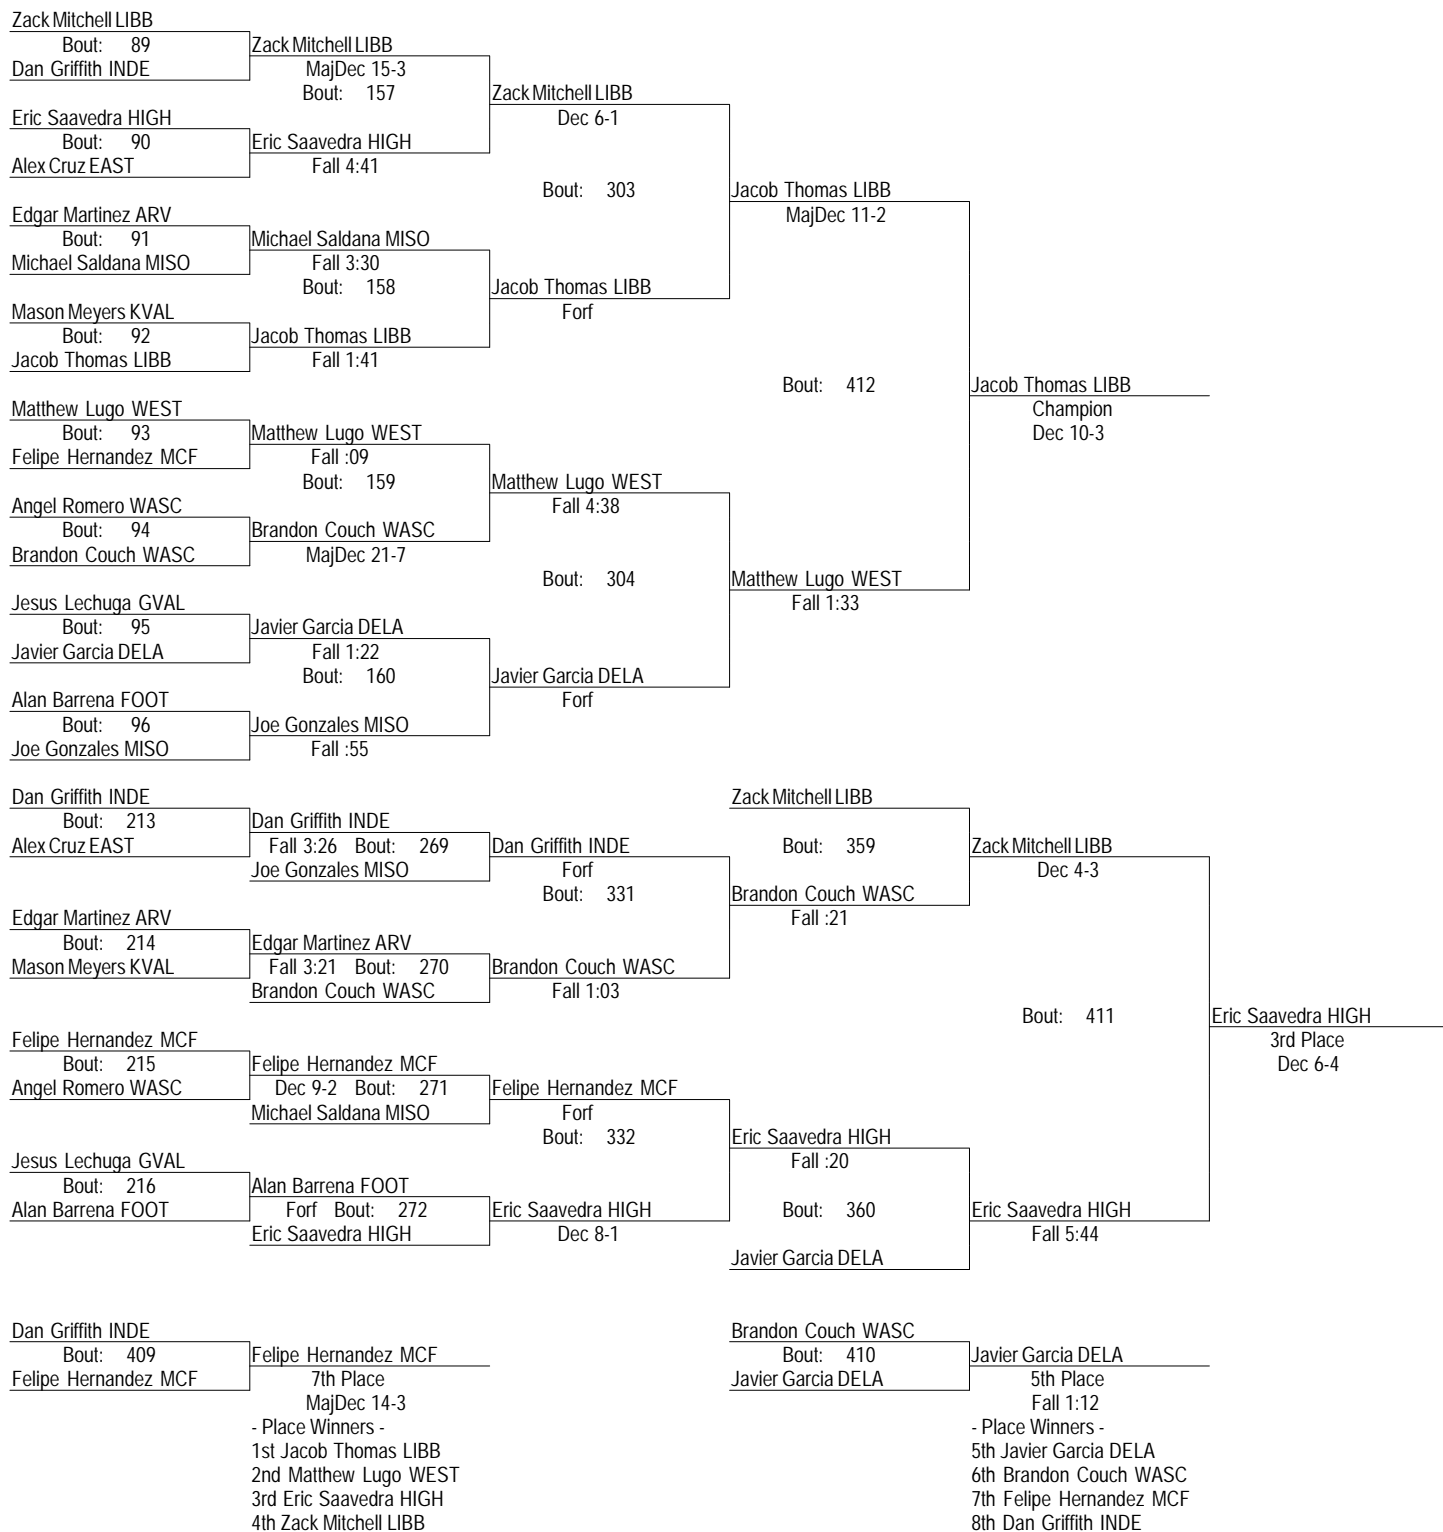 Zack Mitchell LIBB
Bout: 89
Zack Mitchell LIBB
Dan Griffith INDE
MajDec 15-3
Bout: 157
Zack Mitchell LIBB
Eric Saavedra HIGH
Dec 6-1
Bout: 90
Eric Saavedra HIGH
Alex Cruz EAST
Fall 4:41
Bout: 303
Jacob Thomas LIBB
Edgar Martinez ARV
MajDec 11-2
Bout: 91
Michael Saldana MISO
Michael Saldana MISO
Fall 3:30
Bout: 158
Jacob Thomas LIBB
Mason Meyers KVAL
Forf
Bout: 92
Jacob Thomas LIBB
Jacob Thomas LIBB
Fall 1:41
Bout: 412
Jacob Thomas LIBB
Matthew Lugo WEST
Champion
Bout: 93
Matthew Lugo WEST
Dec 10-3
Felipe Hernandez MCF
Fall :09
Bout: 159
Matthew Lugo WEST
Angel Romero WASC
Fall 4:38
Bout: 94
Brandon Couch WASC
Brandon Couch WASC
MajDec 21-7
Bout: 304
Matthew Lugo WEST
Jesus Lechuga GVAL
Fall 1:33
Bout: 95
Javier Garcia DELA
Javier Garcia DELA
Fall 1:22
Bout: 160
Javier Garcia DELA
Alan Barrena FOOT
Forf
Bout: 96
Joe Gonzales MISO
Joe Gonzales MISO
Fall :55
Dan Griffith INDE
Zack Mitchell LIBB
Bout: 213
Dan Griffith INDE
Alex Cruz EAST
Fall 3:26 Bout: 269
Dan Griffith INDE
Bout: 359
Zack Mitchell LIBB
Joe Gonzales MISO
Forf
Dec 4-3
Bout: 331
Brandon Couch WASC
Edgar Martinez ARV
Fall :21
Bout: 214
Edgar Martinez ARV
Mason Meyers KVAL
Fall 3:21 Bout: 270
Brandon Couch WASC
Brandon Couch WASC
Fall 1:03
Bout: 411
Eric Saavedra HIGH
Felipe Hernandez MCF
3rd Place
Bout: 215
Felipe Hernandez MCF
Dec 6-4
Angel Romero WASC
Dec 9-2 Bout: 271
Felipe Hernandez MCF
Michael Saldana MISO
Forf
Bout: 332
Eric Saavedra HIGH
Jesus Lechuga GVAL
Fall :20
Bout: 216
Alan Barrena FOOT
Alan Barrena FOOT
Forf Bout: 272
Eric Saavedra HIGH
Bout: 360
Eric Saavedra HIGH
Eric Saavedra HIGH
Dec 8-1
Fall 5:44
Javier Garcia DELA
Dan Griffith INDE
Bout: 409
Felipe Hernandez MCF
Felipe Hernandez MCF
7th Place
MajDec 14-3
- Place Winners -
1st Jacob Thomas LIBB
2nd Matthew Lugo WEST
3rd Eric Saavedra HIGH
4th Zack Mitchell LIBB
Brandon Couch WASC
Bout: 410
Javier Garcia DELA
Javier Garcia DELA
5th Place
Fall 1:12
- Place Winners -
5th Javier Garcia DELA
6th Brandon Couch WASC
7th Felipe Hernandez MCF
8th Dan Griffith INDE